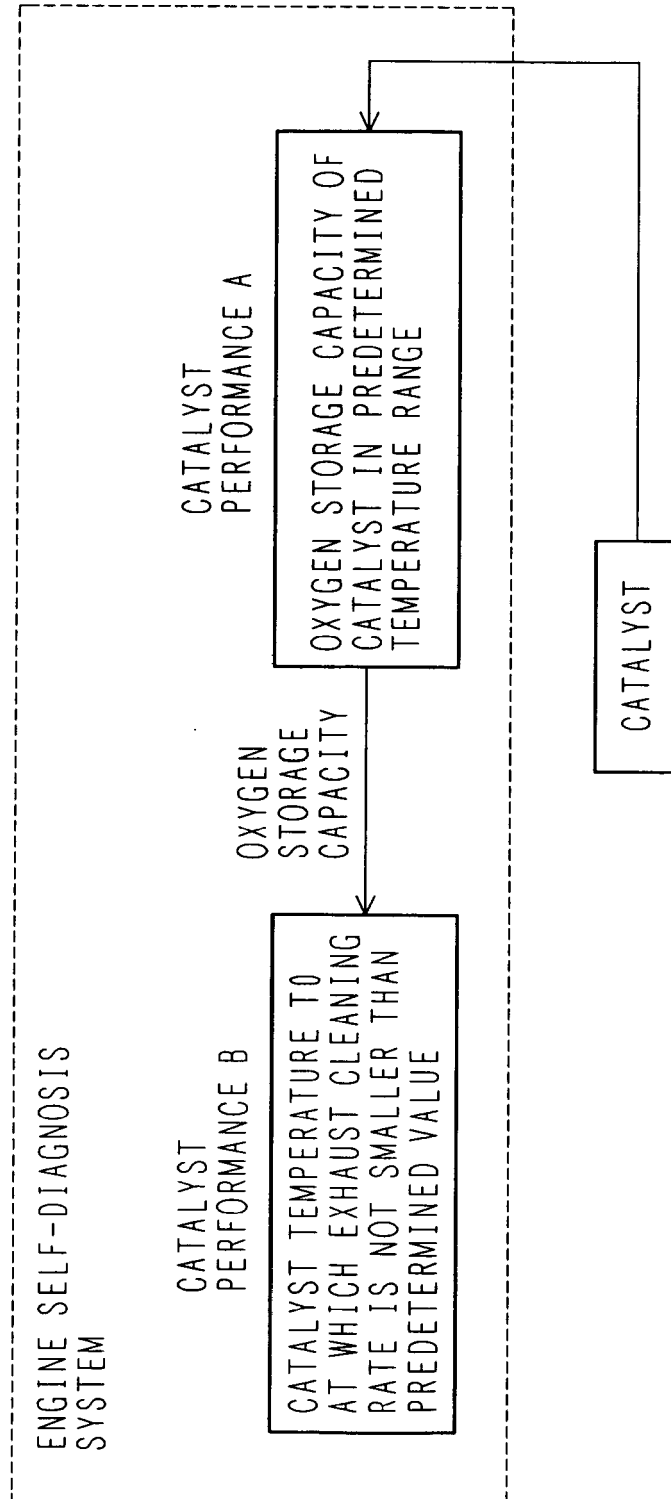 ENGINE SELF-DIAGNOSIS
SYSTEM
CATALYST
PERFORMANCE B
CATALYST TEMPERATURE TO
AT WHICH EXHAUST CLEANING
RATE IS NOT SMALLER THAN
PREDETERMINED VALUE
OXYGEN
STORAGE
CAPACITY
CATALYST
PERFORMANCE A
OXYGEN STORAGE CAPACITY OF
CATALYST IN PREDETERMINED
TEMPERATURE RANGE
CATALYST